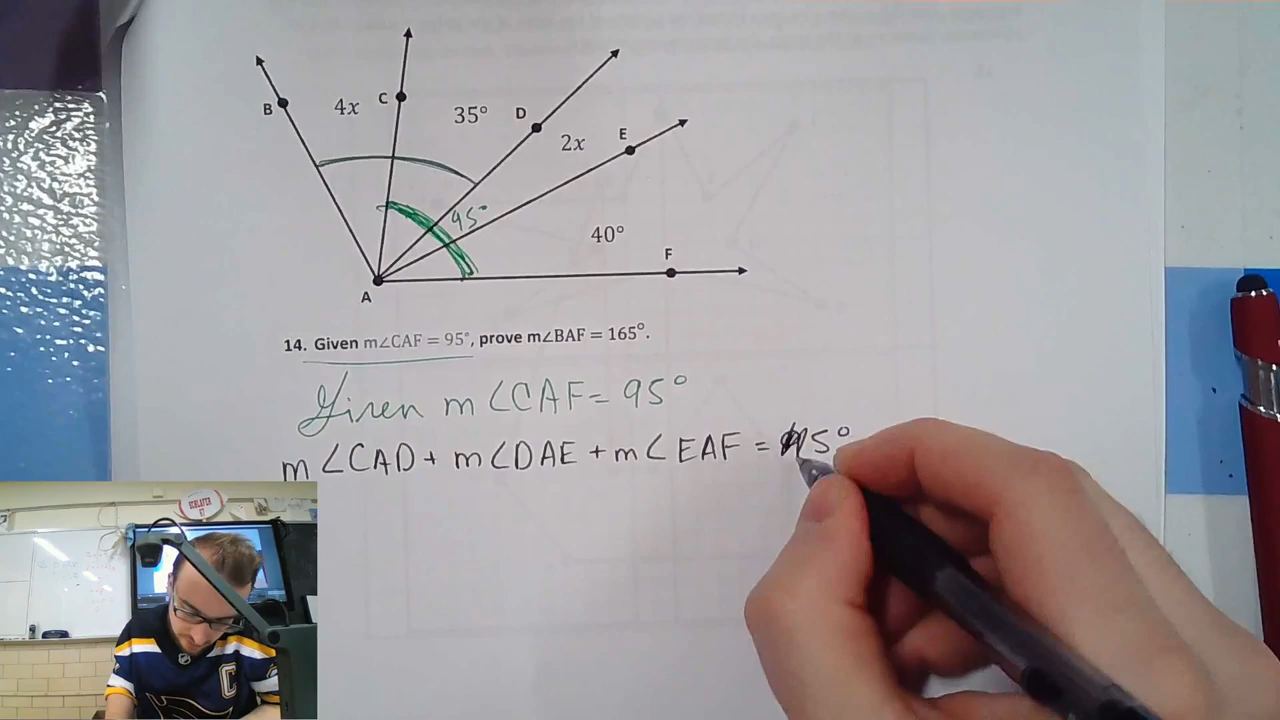 B
4x
C
35°
D
2x
E
95°
40°
F
A
14. Given m∠CAF = 95°, prove m∠BAF = 165°.
Given m∠CAF = 95°
m∠CAD + m∠DAE + m∠EAF = 95°
C